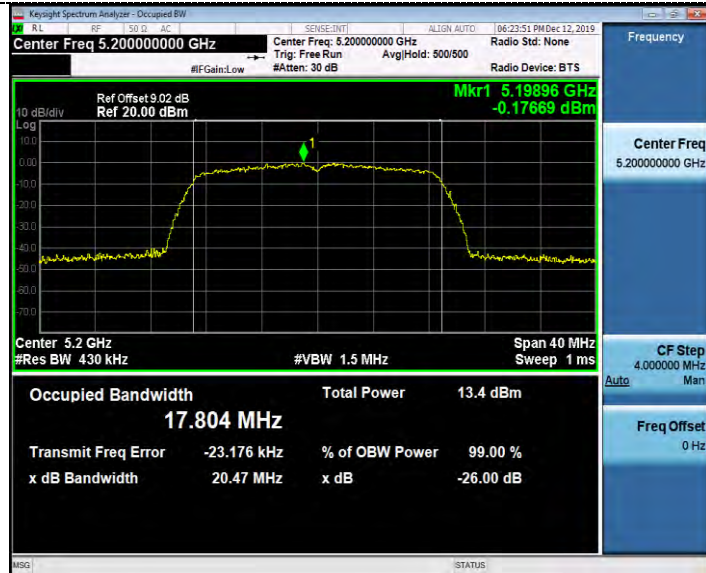 Keysight Spectrum Analyzer - Occupied BW
RL RF 50 Ω AC SENSE:INT ALIGN AUTO 06:23:51 PM Dec 12, 2019
Center Freq 5.200000000 GHz
Center Freq: 5.200000000 GHz
Radio Std: None
Trig: Free Run Avg|Hold: 500/500
#IFGain:Low #Atten: 30 dB Radio Device: BTS
Frequency
Ref Offset 9.02 dB
Mkr1 5.19896 GHz
10 dB/div Ref 20.00 dBm -0.17669 dBm
Log
10.0
0.00
-10.0
-20.0
-30.0
-40.0
-50.0
-60.0
-70.0
1
Center Freq
5.200000000 GHz
Center 5.2 GHz Span 40 MHz
#Res BW 430 kHz #VBW 1.5 MHz Sweep 1 ms
CF Step
4.000000 MHz
Auto Man
Occupied Bandwidth Total Power 13.4 dBm
17.804 MHz
Transmit Freq Error -23.176 kHz % of OBW Power 99.00 %
x dB Bandwidth 20.47 MHz x dB -26.00 dB
Freq Offset
0 Hz
MSG STATUS